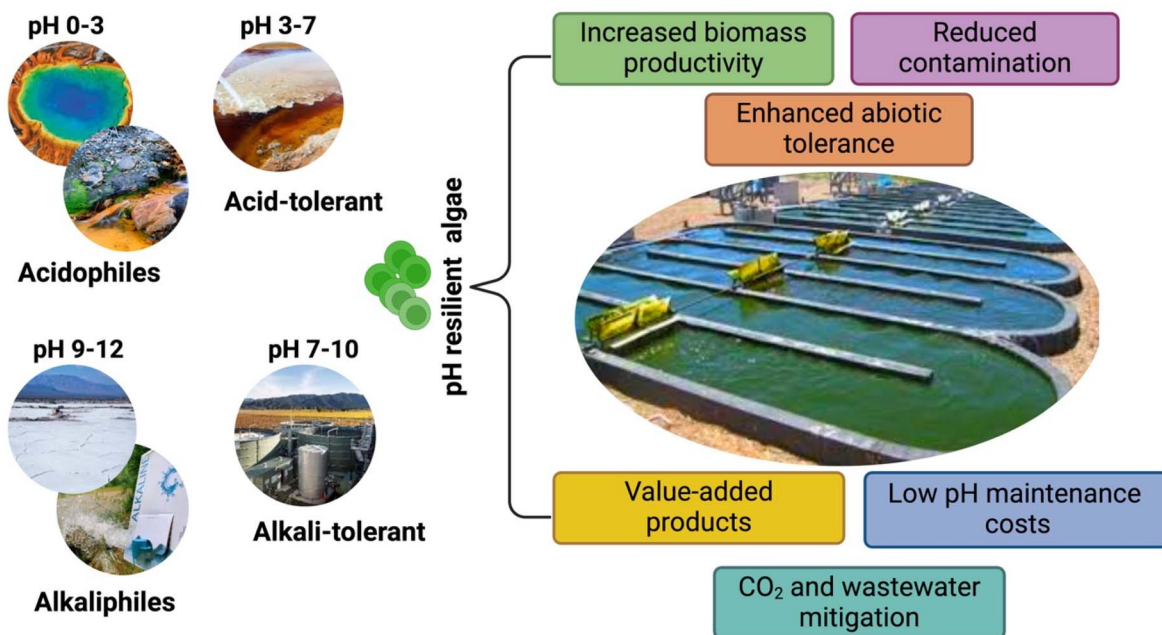 pH 0-3
pH 3-7
Acid-tolerant
Acidophiles
pH 9-12
pH 7-10
ALKALINE
Alkali-tolerant
Alkaliphiles
pH resilient algae
Increased biomass
productivity
Reduced
contamination
Enhanced abiotic
tolerance
Value-added
products
Low pH maintenance
costs
CO₂ and wastewater
mitigation